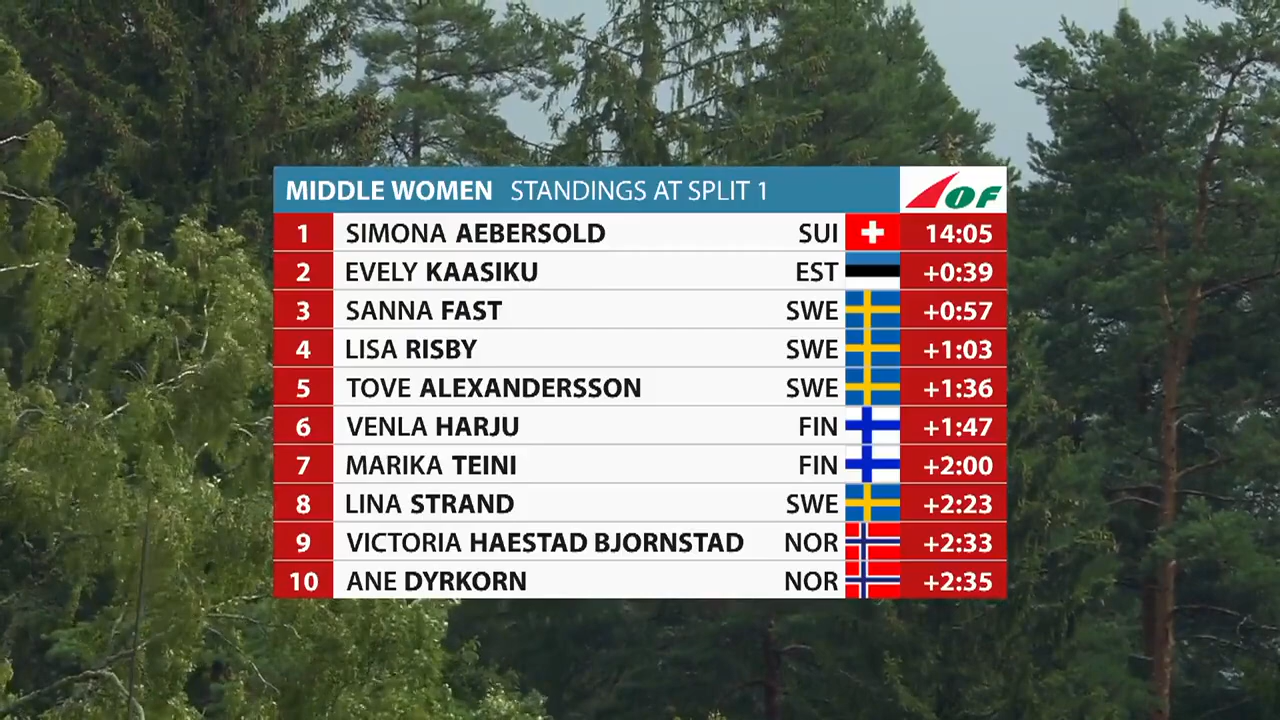 MIDDLE WOMEN STANDINGS AT SPLIT 1 IOF
1 SIMONA AEBERSOLD SUI 14:05
2 EVELY KAASIKU EST +0:39
3 SANNA FAST SWE +0:57
4 LISA RISBY SWE +1:03
5 TOVE ALEXANDERSSON SWE +1:36
6 VENLA HARJU FIN +1:47
7 MARIKA TEINI FIN +2:00
8 LINA STRAND SWE +2:23
9 VICTORIA HAESTAD BJORNSTAD NOR +2:33
10 ANE DYRKORN NOR +2:35